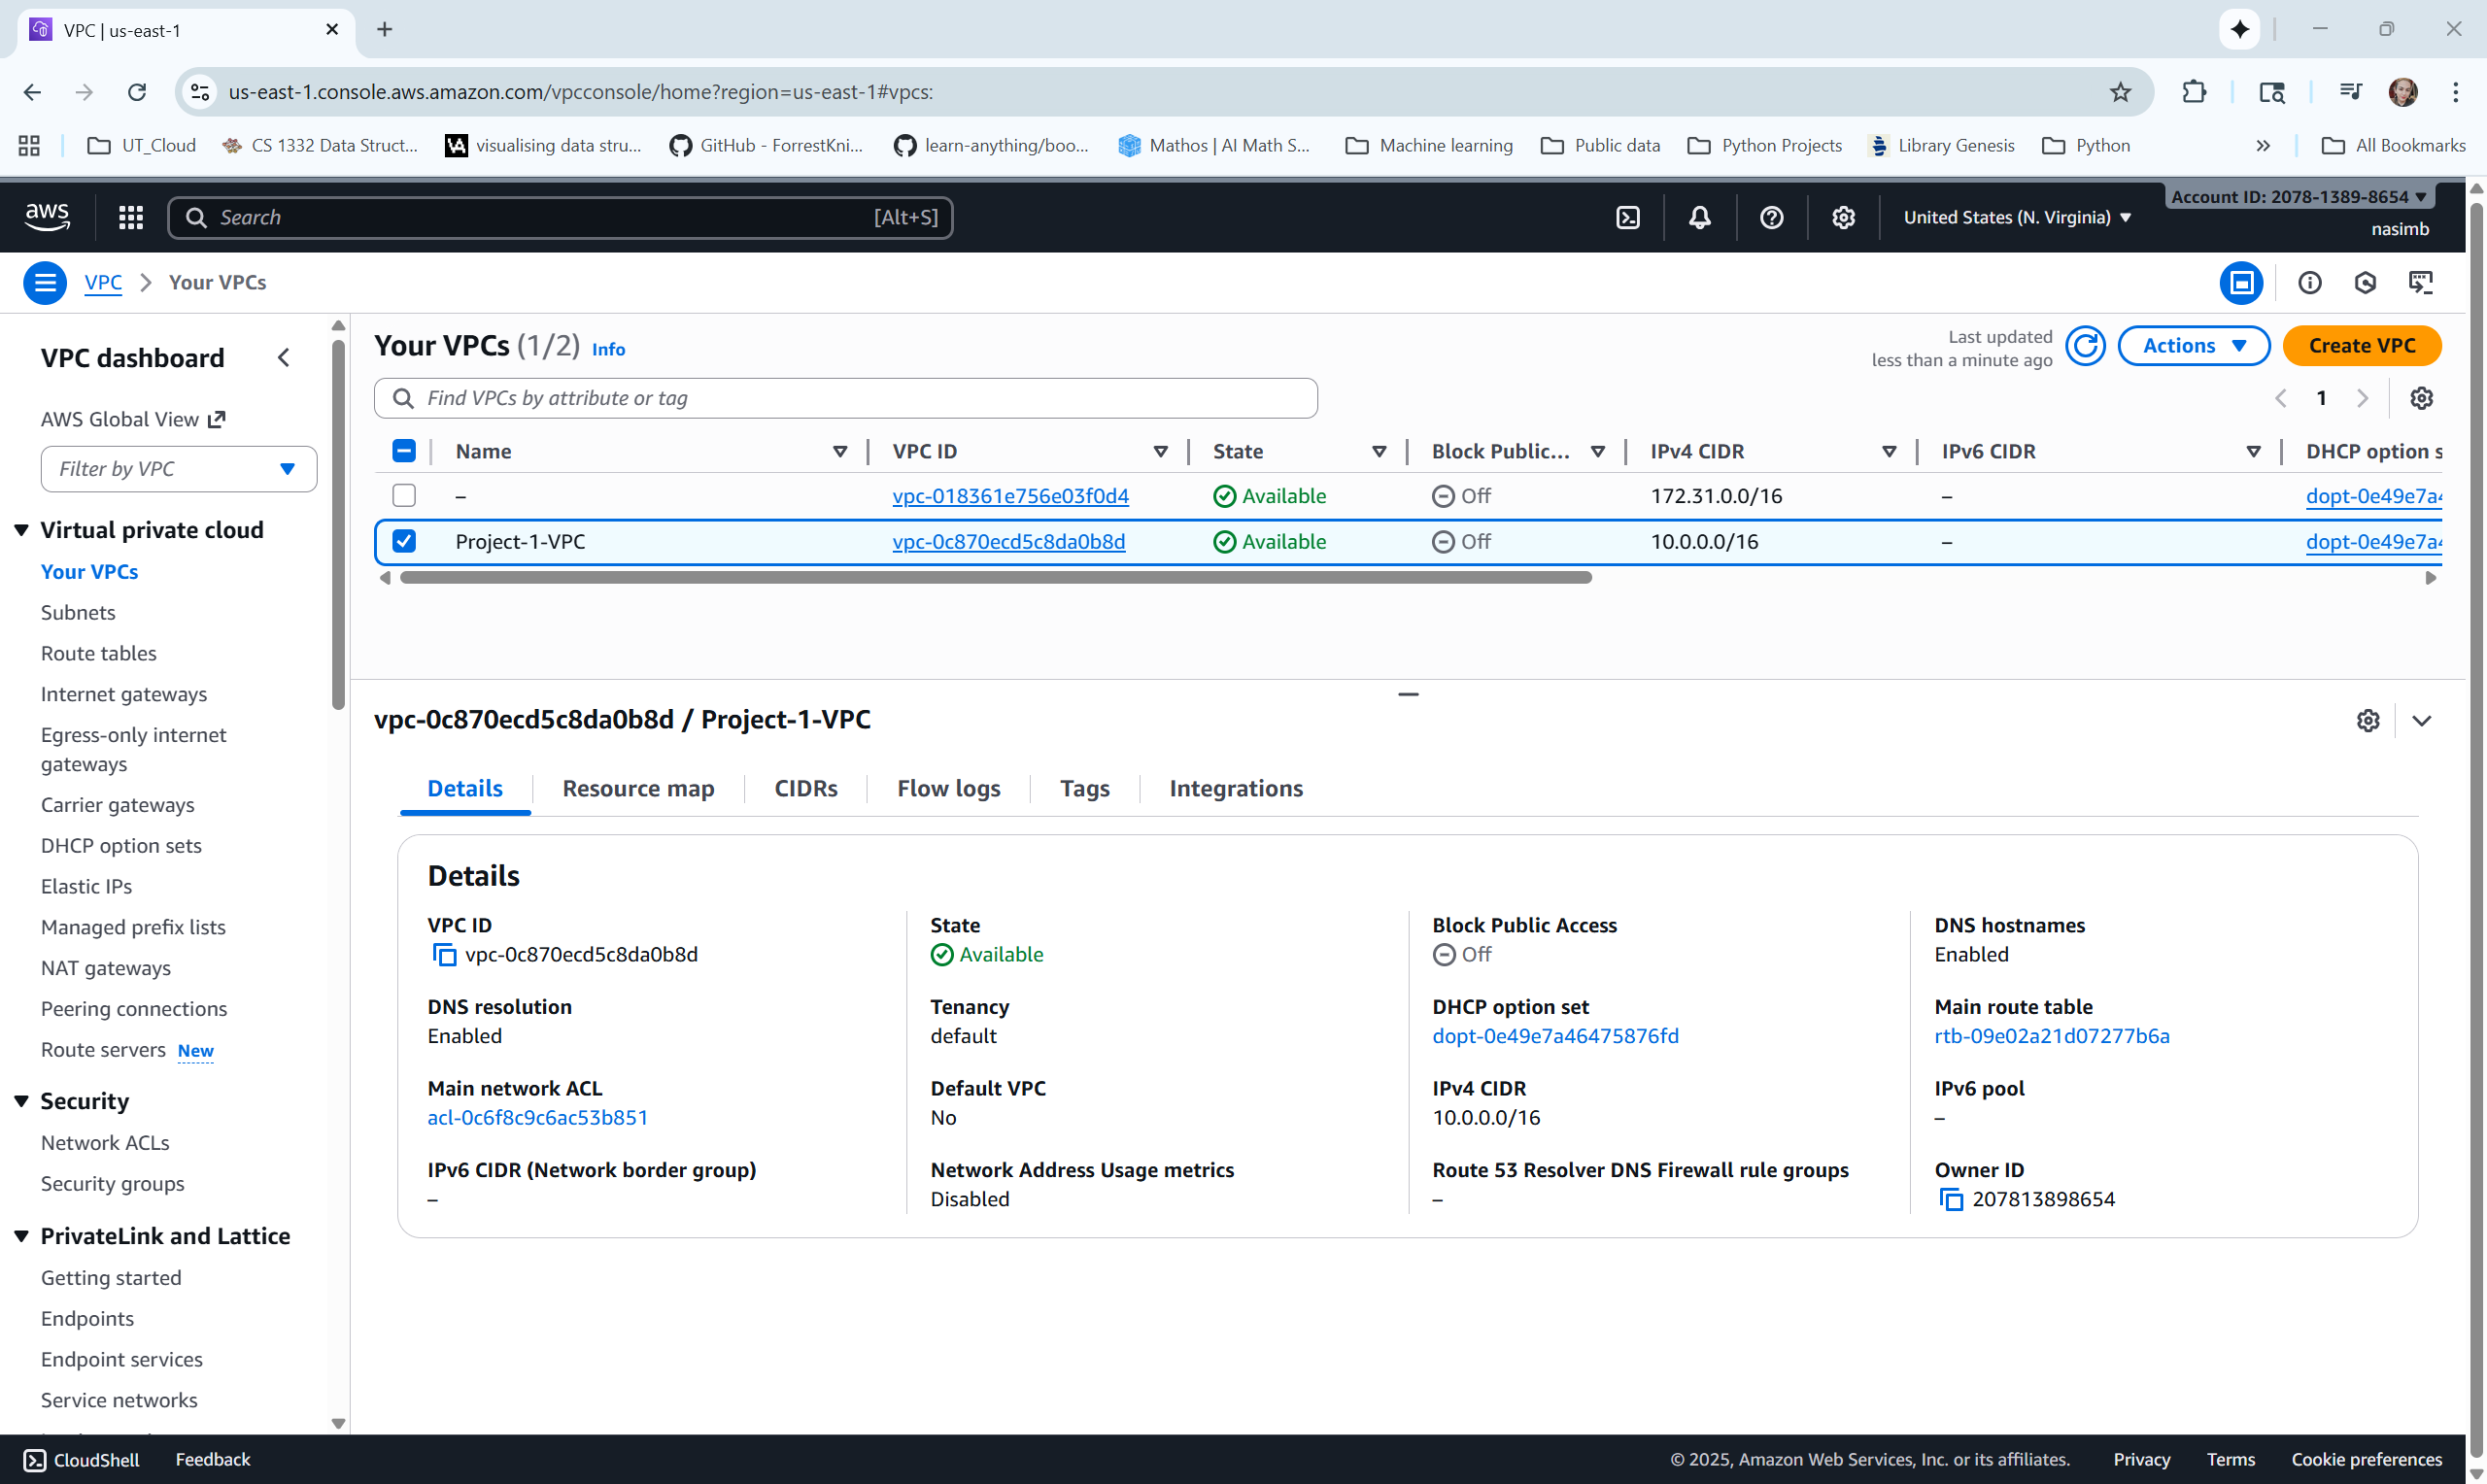 VPC | us-east-1
us-east-1.console.aws.amazon.com/vpcconsole/home?region=us-east-1#vpcs:
UT_Cloud CS 1332 Data Struct... visualising data stru... GitHub - ForrestKni... learn-anything/boo... Mathos | AI Math S... Machine learning Public data Python Projects Library Genesis Python » All Bookmarks
aws Search [Alt+S] United States (N. Virginia) Account ID: 2078-1389-8654
nasimb
VPC Your VPCs
VPC dashboard
AWS Global View
Filter by VPC
Virtual private cloud
Your VPCs
Subnets
Route tables
Internet gateways
Egress-only internet
gateways
Carrier gateways
DHCP option sets
Elastic IPs
Managed prefix lists
NAT gateways
Peering connections
Route servers New
Security
Network ACLs
Security groups
PrivateLink and Lattice
Getting started
Endpoints
Endpoint services
Service networks
Your VPCs (1/2) Info
Last updated
less than a minute ago
Actions
Create VPC
Find VPCs by attribute or tag
1
Name VPC ID State Block Public... IPv4 CIDR IPv6 CIDR DHCP option s
– vpc-018361e756e03f0d4 Available Off 172.31.0.0/16 – dopt-0e49e7a4
Project-1-VPC vpc-0c870ecd5c8da0b8d Available Off 10.0.0.0/16 – dopt-0e49e7a4
vpc-0c870ecd5c8da0b8d / Project-1-VPC
Details Resource map CIDRs Flow logs Tags Integrations
Details
VPC ID
vpc-0c870ecd5c8da0b8d
State
Available
Block Public Access
Off
DNS hostnames
Enabled
DNS resolution
Enabled
Tenancy
default
DHCP option set
dopt-0e49e7a46475876fd
Main route table
rtb-09e02a21d07277b6a
Main network ACL
acl-0c6f8c9c6ac53b851
Default VPC
No
IPv4 CIDR
10.0.0.0/16
IPv6 pool
–
IPv6 CIDR (Network border group)
–
Network Address Usage metrics
Disabled
Route 53 Resolver DNS Firewall rule groups
–
Owner ID
207813898654
CloudShell Feedback © 2025, Amazon Web Services, Inc. or its affiliates. Privacy Terms Cookie preferences